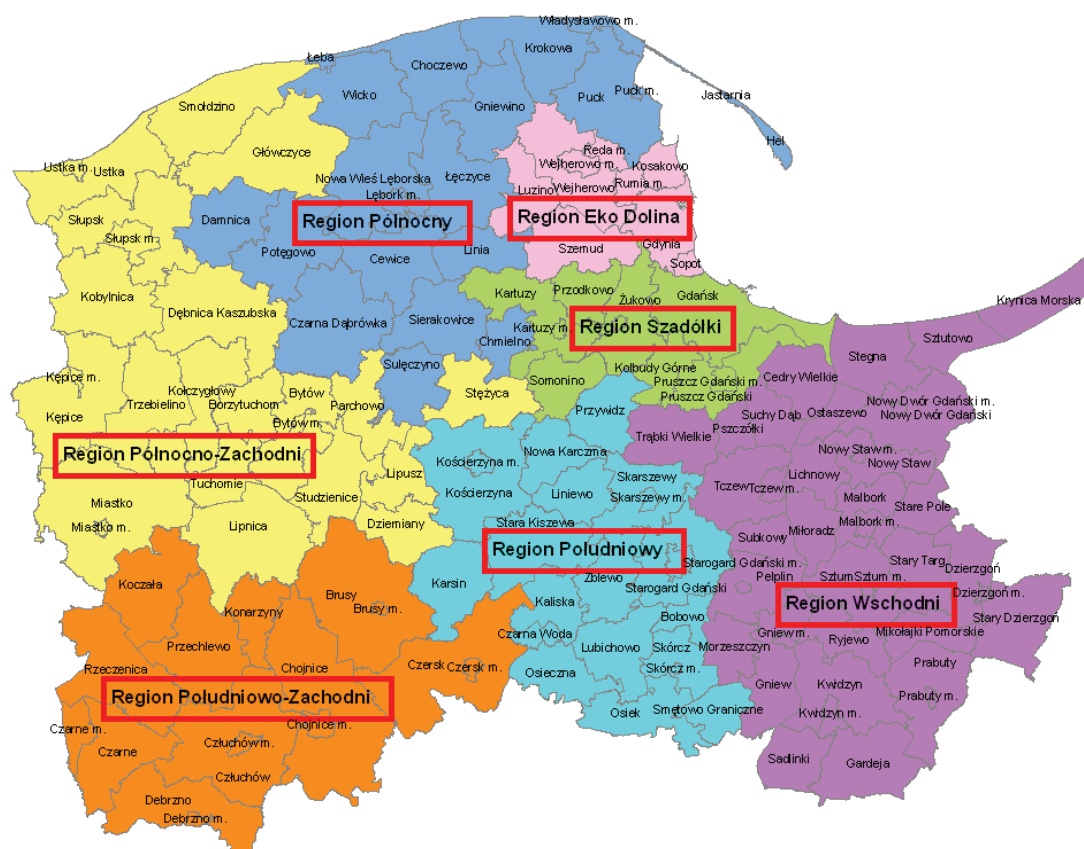 Władysławowo m.
Łeba
Krokowa
Choczewo
Wicko
Puck
Puck m.
Jastarnia
Gniewino
Smołdzino
Hel
Główczyce
Reda m.
Wejherowo m.
Kosakowo
Ustka m.
Ustka
Nowa Wieś Lęborska
Łęczyce
Lębork m.
Luzino
Wejherowo
Rumia m.
Słupsk
Damnica
Region Północny
Region Eko Dolina
Słupsk m.
Potęgowo
Cewice
Linia
Szemud
Gdynia
Sopot
Kobylnica
Kartuzy
Przodkowo
Żukowo
Gdańsk
Krynica Morska
Dębnica Kaszubska
Czarna Dąbrówka
Sierakowice
Kartuzy m.
Region Szadółki
Chmielno
Sztutowo
Stegna
Sulęczyno
Kolbudy Górne
Kępice m.
Kołczygłowy
Bytów
Somonino
Pruszcz Gdański m.
Cedry Wielkie
Stężyca
Pruszcz Gdański
Kępice
Trzebielino
Borzytuchom
Parchowo
Przywidz
Suchy Dąb
Ostaszewo
Nowy Dwór Gdański m.
Nowy Dwór Gdański
Bytów m.
Pszczółki
Trąbki Wielkie
Region Północno-Zachodni
Kościerzyna m.
Nowa Karczma
Nowy Staw m.
Nowy Staw
Lipusz
Tuchomie
Skarszewy
Lichnowy
Kościerzyna
Liniewo
Skarszewy m.
Tczew
Tczew m.
Malbork
Stare Pole
Miastko
Studzienice
Miastko m.
Lipnica
Dziemiany
Stara Kiszewa
Malbork m.
Subkowy
Miłoradz
Region Południowy
Starogard Gdański m.
Stary Targ
Dzierzgoń
Koczała
Karsin
Zblewo
Pelplin
Sztum
Sztum m.
Brusy
Starogard Gdański
Dzierzgoń m.
Konarzyny
Brusy m.
Kaliska
Region Wschodni
Bobowo
Stary Dzierzgoń
Czarna Woda
Gniew m.
Ryjewo
Mikołajki Pomorskie
Przechlewo
Lubichowo
Skórcz
Morzeszczyn
Rzeczenica
Chojnice
Czersk
Czersk m.
Osieczna
Skórcz m.
Prabuty
Gniew
Kwidzyn
Region Południowo-Zachodni
Prabuty m.
Osiek
Smętowo Graniczne
Kwidzyn m.
Czarne m.
Chojnice m.
Człuchów m.
Czarne
Sadlinki
Gardeja
Człuchów
Debrzno
Debrzno m.